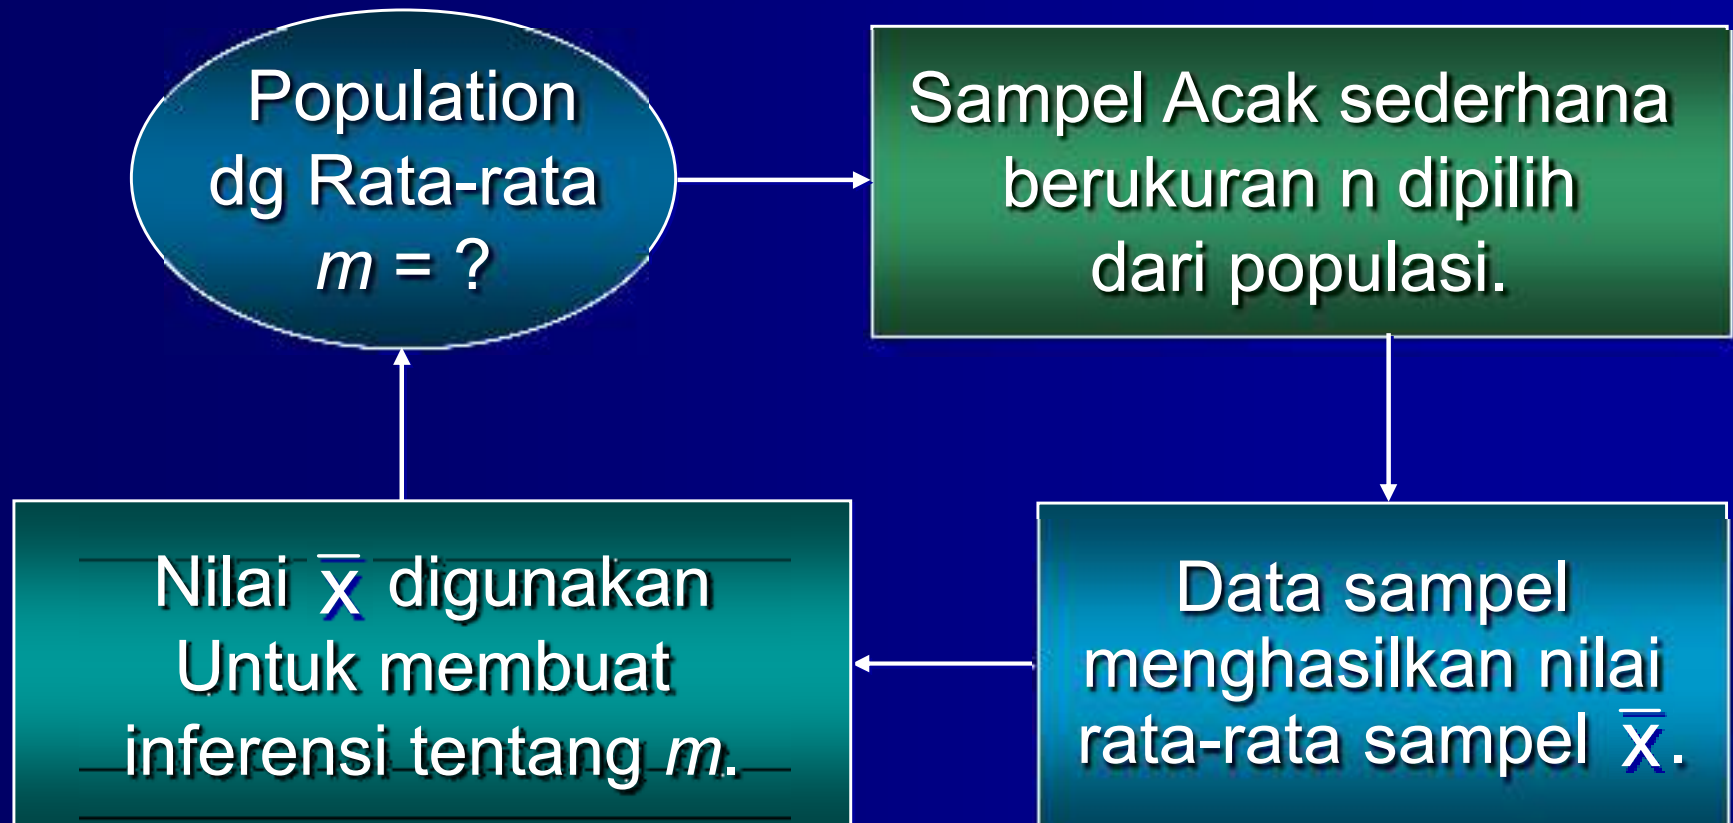 Population
dg Rata-rata
m = ?
Sampel Acak sederhana
berukuran n dipilih
dari populasi.
Data sampel
menghasilkan nilai
rata-rata sampel x̄.
Nilai x̄ digunakan
Untuk membuat
inferensi tentang m.